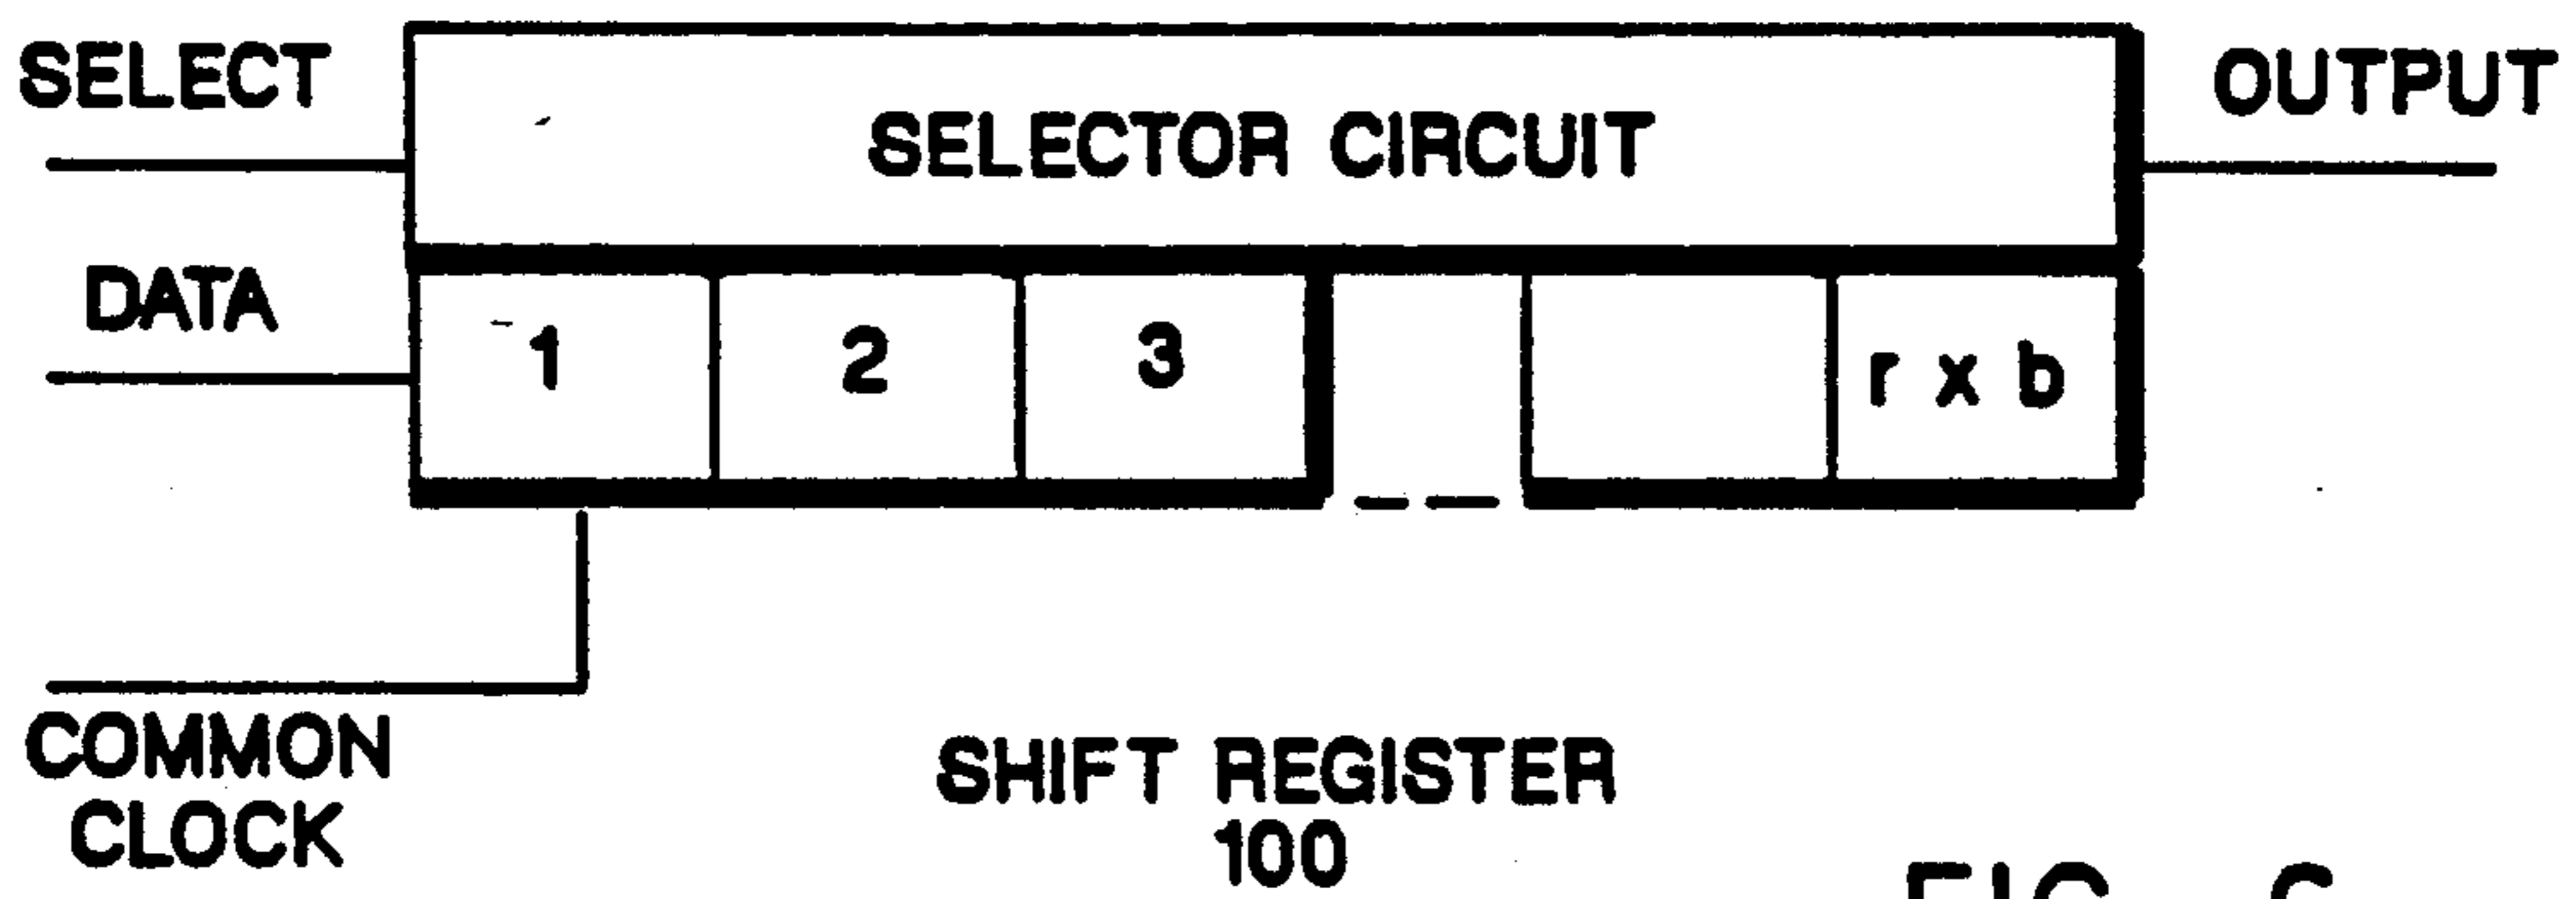 SELECT
SELECTOR CIRCUIT
OUTPUT
DATA
1
2
3
r x b
COMMON
CLOCK
SHIFT REGISTER
100